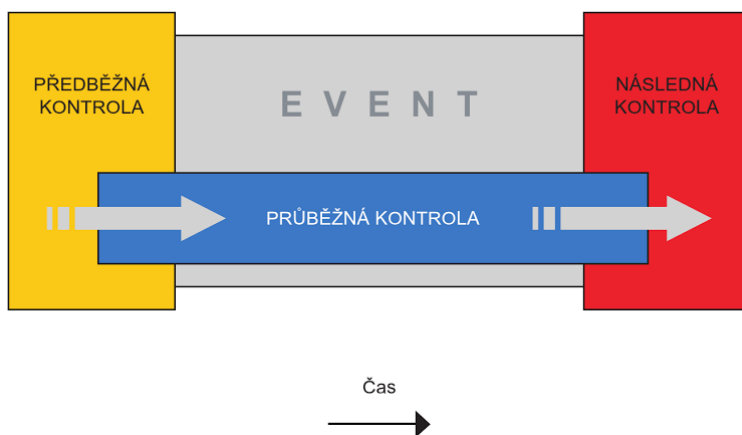 PŘEDBĚŽNÁ
KONTROLA
E V E N T
NÁSLEDNÁ
KONTROLA
PRŮBĚŽNÁ KONTROLA
Čas